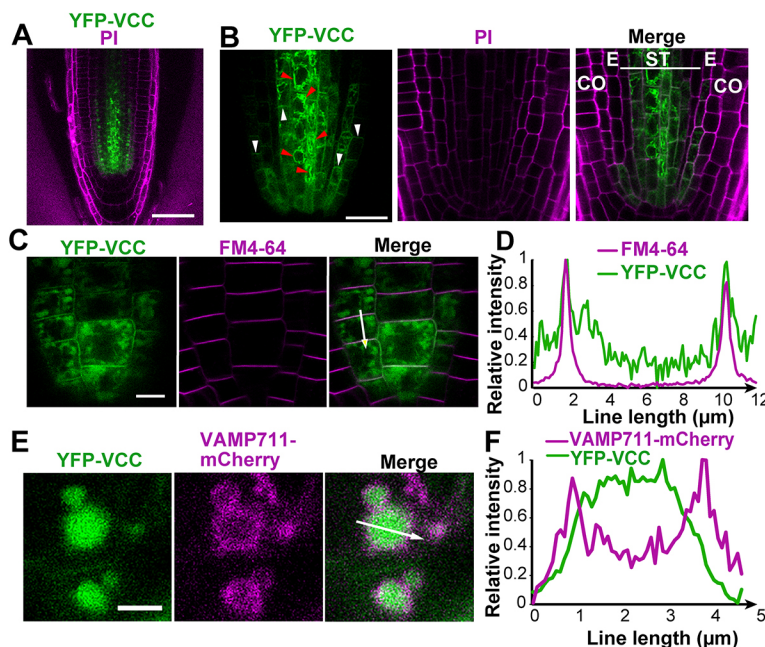 A
YFP-VCC
PI
B
YFP-VCC
PI
Merge
E ST E
CO CO
C
YFP-VCC
FM4-64
Merge
D
FM4-64
YFP-VCC
Relative intensity
1
0.8
0.6
0.4
0.2
0
0 2 4 6 8 10 12
Line length (μm)
E
YFP-VCC
VAMP711-
mCherry
Merge
F
VAMP711-mCherry
YFP-VCC
Relative intensity
1
0.8
0.6
0.4
0.2
0
0 1 2 3 4 5
Line length (μm)